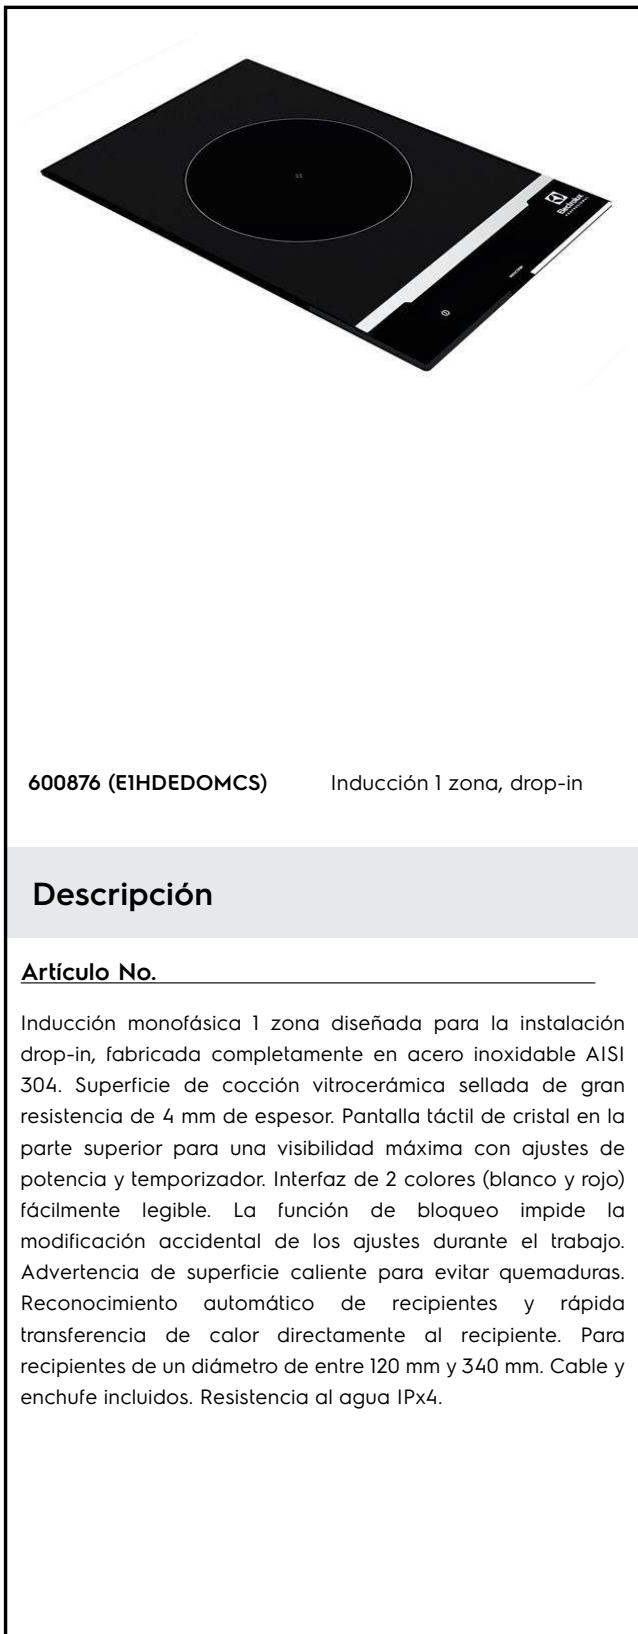 Electrolux
PROFESSIONAL
600876 (E1HDEDOMCS) Inducción 1 zona, drop-in
Descripción
Artículo No.
Inducción monofásica 1 zona diseñada para la instalación
drop-in, fabricada completamente en acero inoxidable AISI
304. Superficie de cocción vitrocerámica sellada de gran
resistencia de 4 mm de espesor. Pantalla táctil de cristal en la
parte superior para una visibilidad máxima con ajustes de
potencia y temporizador. Interfaz de 2 colores (blanco y rojo)
fácilmente legible. La función de bloqueo impide la
modificación accidental de los ajustes durante el trabajo.
Advertencia de superficie caliente para evitar quemaduras.
Reconocimiento automático de recipientes y rápida
transferencia de calor directamente al recipiente. Para
recipientes de un diámetro de entre 120 mm y 340 mm. Cable y
enchufe incluidos. Resistencia al agua IPx4.